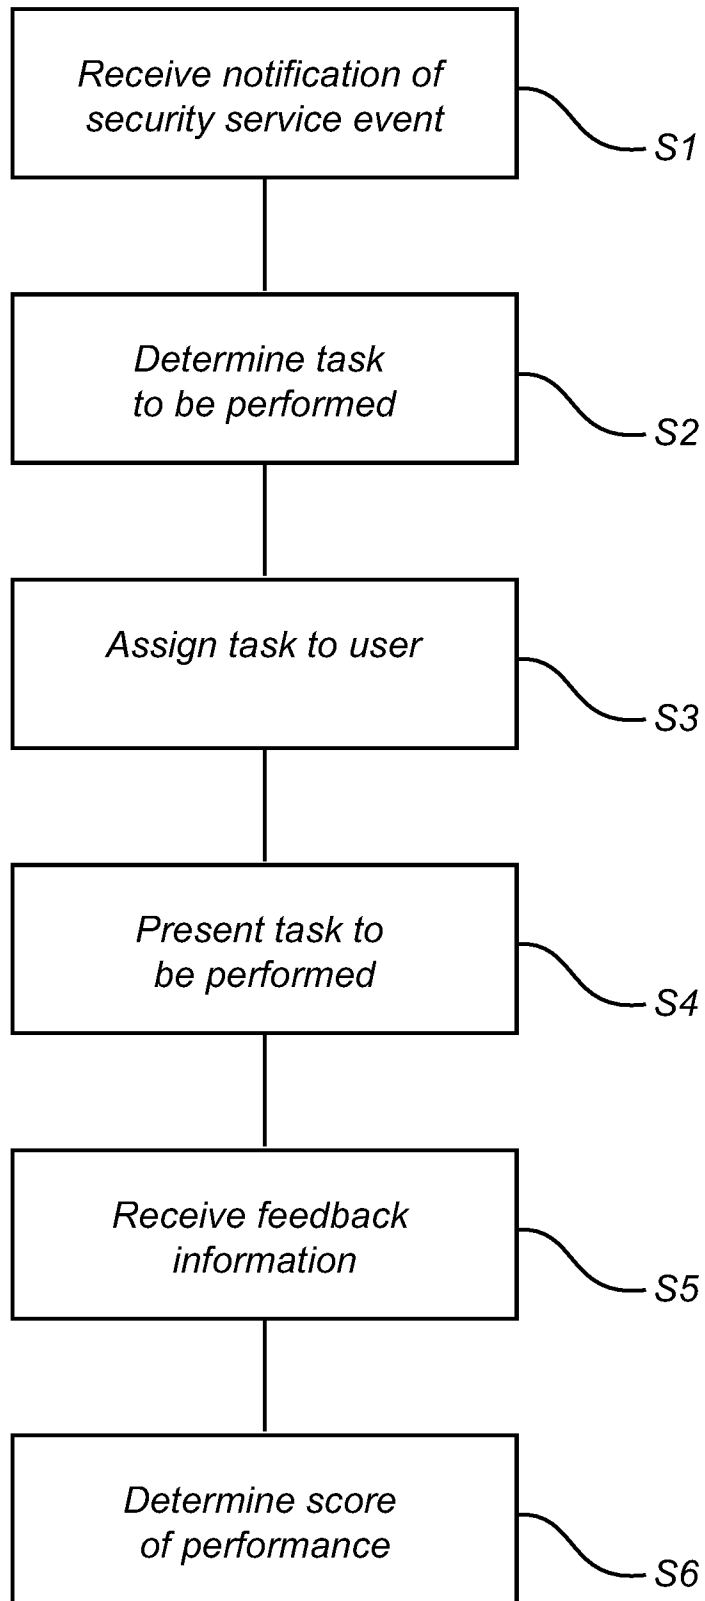 Receive notification of
security service event
S1
Determine task
to be performed
S2
Assign task to user
S3
Present task to
be performed
S4
Receive feedback
information
S5
Determine score
of performance
S6